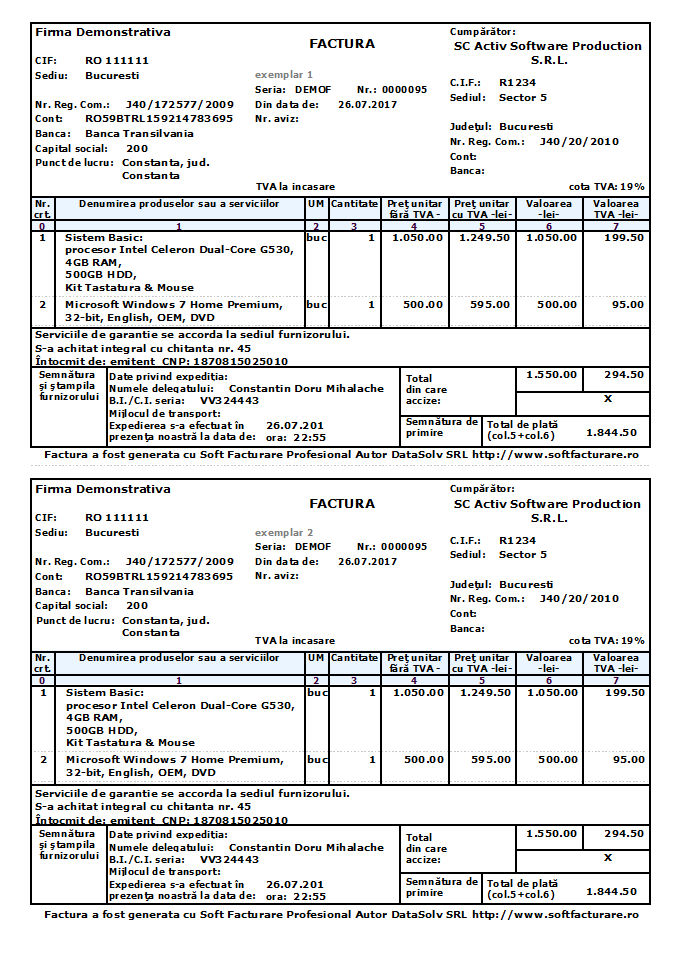 Firma Demonstrativa
FACTURA
Cumpărător:
SC Activ Software Production
S.R.L.
CIF: RO 111111
Sediu: Bucuresti
exemplar 1
Seria: DEMOF Nr.: 0000095
C.I.F.: R1234
Sediul: Sector 5
Nr. Reg. Com.: J40/172577/2009
Din data de: 26.07.2017
Cont: RO59BTRL159214783695
Nr. aviz:
Banca: Banca Transilvania
Județul: Bucuresti
Capital social: 200
Nr. Reg. Com.: J40/20/2010
Punct de lucru: Constanta, jud.
Constanta
Cont:
Banca:
TVA la incasare
cota TVA: 19%
Nr. crt. Denumirea produselor sau a serviciilor UM Cantitate Preț unitar fără TVA - Preț unitar cu TVA -lei- Valoarea -lei- Valoarea TVA -lei-
0 1 2 3 4 5 6 7
1 Sistem Basic: buc 1 1.050.00 1.249.50 1.050.00 199.50
procesor Intel Celeron Dual-Core G530,
4GB RAM,
500GB HDD,
Kit Tastatura & Mouse
2 Microsoft Windows 7 Home Premium, buc 1 500.00 595.00 500.00 95.00
32-bit, English, OEM, DVD
Serviciile de garantie se accorda la sediul furnizorului.
S-a achitat integral cu chitanta nr. 45
Întocmit de: emitent CNP: 1870815025010
Semnătura
și ștampila
furnizorului
Date privind expediția:
Numele delegatului: Constantin Doru Mihalache
B.I./C.I. seria: VV324443
Mijlocul de transport:
Expedierea s-a efectuat în 26.07.201
prezența noastră la data de: ora: 22:55
Total
din care
accize:
1.550.00 294.50
X
Semnătura de
primire
Total de plată
(col.5+col.6)
1.844.50
Factura a fost generata cu Soft Facturare Profesional Autor DataSolv SRL http://www.softfacturare.ro
Firma Demonstrativa
FACTURA
Cumpărător:
SC Activ Software Production
S.R.L.
CIF: RO 111111
Sediu: Bucuresti
exemplar 2
Seria: DEMOF Nr.: 0000095
C.I.F.: R1234
Sediul: Sector 5
Nr. Reg. Com.: J40/172577/2009
Din data de: 26.07.2017
Cont: RO59BTRL159214783695
Nr. aviz:
Banca: Banca Transilvania
Județul: Bucuresti
Capital social: 200
Nr. Reg. Com.: J40/20/2010
Punct de lucru: Constanta, jud.
Constanta
Cont:
Banca:
TVA la incasare
cota TVA: 19%
Nr. crt. Denumirea produselor sau a serviciilor UM Cantitate Preț unitar fără TVA - Preț unitar cu TVA -lei- Valoarea -lei- Valoarea TVA -lei-
0 1 2 3 4 5 6 7
1 Sistem Basic: buc 1 1.050.00 1.249.50 1.050.00 199.50
procesor Intel Celeron Dual-Core G530,
4GB RAM,
500GB HDD,
Kit Tastatura & Mouse
2 Microsoft Windows 7 Home Premium, buc 1 500.00 595.00 500.00 95.00
32-bit, English, OEM, DVD
Serviciile de garantie se accorda la sediul furnizorului.
S-a achitat integral cu chitanta nr. 45
Întocmit de: emitent CNP: 1870815025010
Semnătura
și ștampila
furnizorului
Date privind expediția:
Numele delegatului: Constantin Doru Mihalache
B.I./C.I. seria: VV324443
Mijlocul de transport:
Expedierea s-a efectuat în 26.07.201
prezența noastră la data de: ora: 22:55
Total
din care
accize:
1.550.00 294.50
X
Semnătura de
primire
Total de plată
(col.5+col.6)
1.844.50
Factura a fost generata cu Soft Facturare Profesional Autor DataSolv SRL http://www.softfacturare.ro